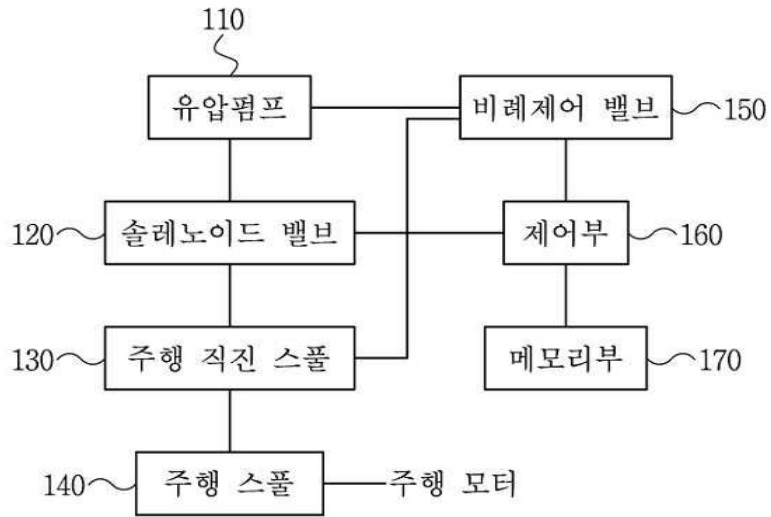 110
유압펌프
비례제어 밸브
150
120
솔레노이드 밸브
제어부
160
130
주행 직진 스풀
메모리부
170
140
주행 스풀
주행 모터